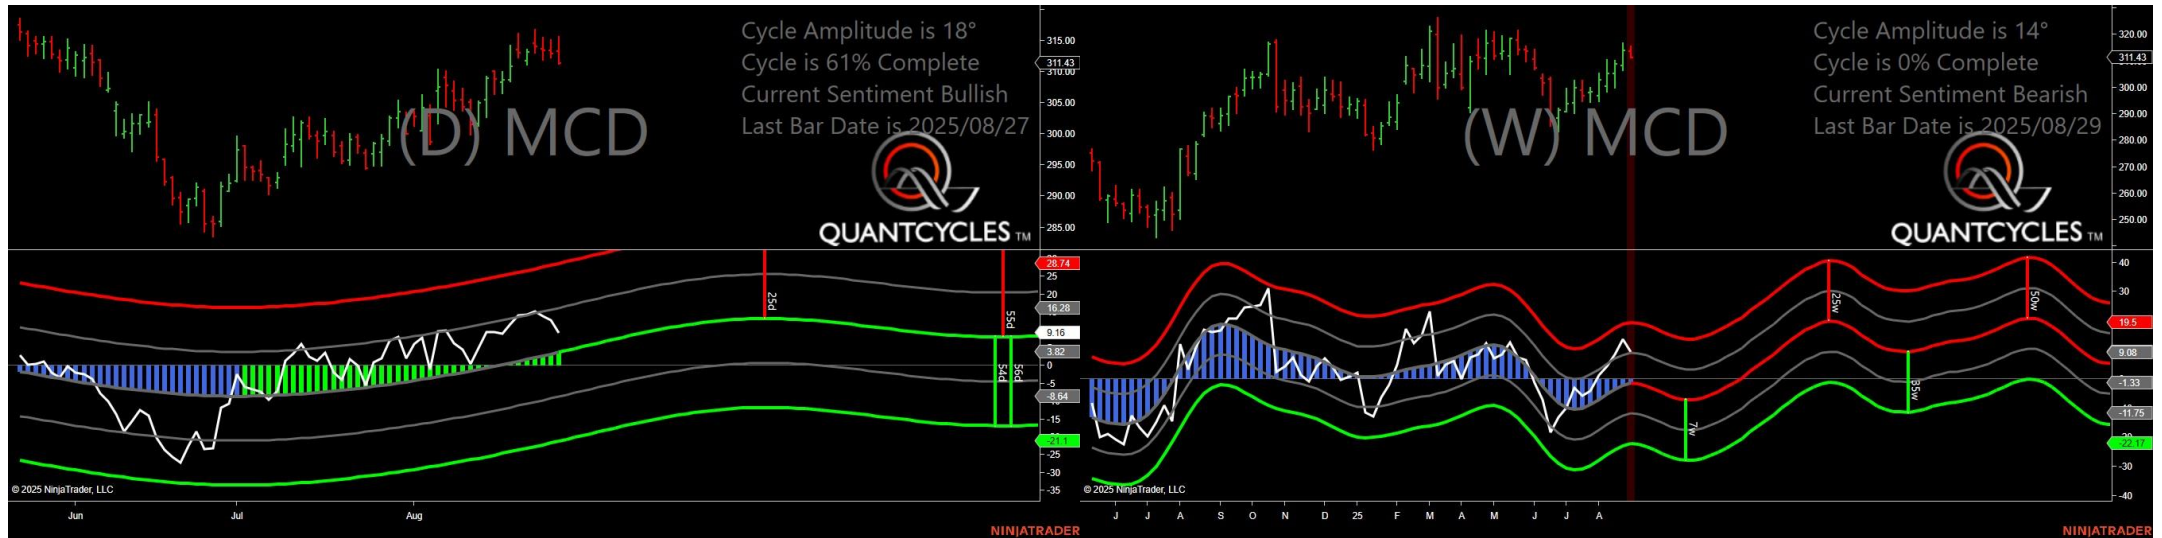 Cycle Amplitude is 18°
Cycle is 61% Complete
Current Sentiment Bullish
Last Bar Date is 2025/08/27
(D) MCD
QUANTCYCLES TM
315.00
311.43
310.00
305.00
300.00
295.00
290.00
285.00
28.74
25
20
16.28
9.16
3.82
0
-5
-8.64
-15
-21.1
-25
-30
-35
25d
55d
54d
56d
© 2025 NinjaTrader, LLC
Jun
Jul
Aug
NINJATRADER
Cycle Amplitude is 14°
Cycle is 0% Complete
Current Sentiment Bearish
Last Bar Date is 2025/08/29
(W) MCD
QUANTCYCLES TM
320.00
311.43
300.00
290.00
280.00
270.00
260.00
250.00
40
30
19.5
9.08
-1.33
-11.75
-22.17
-30
-40
7w
25w
35w
50w
© 2025 NinjaTrader, LLC
J J A S O N D 25 F M A M J J A
NINJATRADER